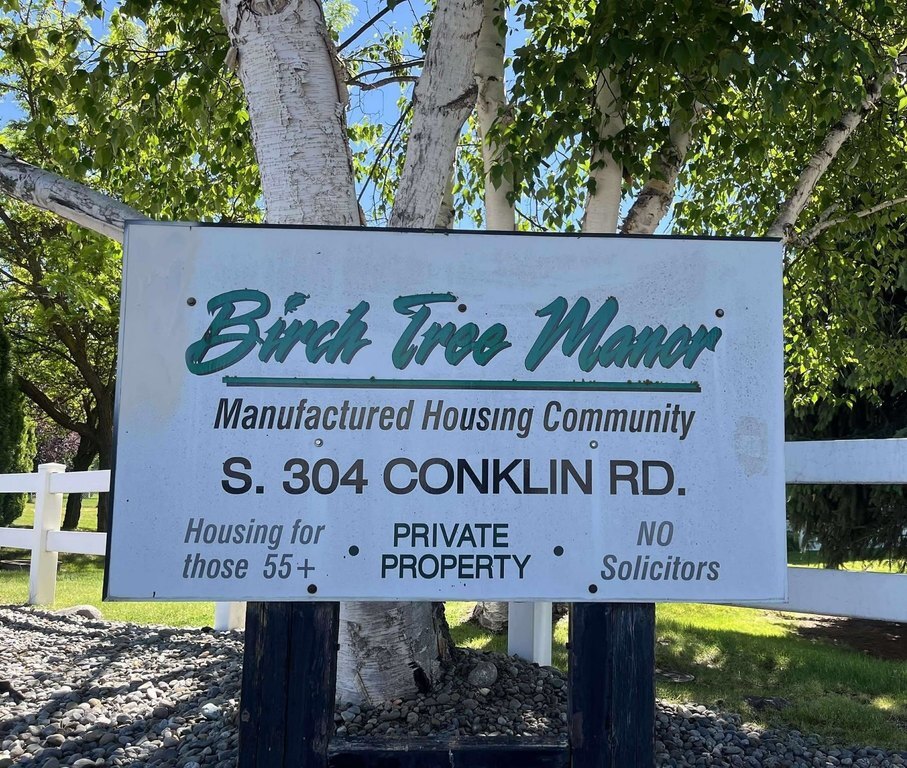 Birch Tree Manor
Manufactured Housing Community
S. 304 CONKLIN RD.
Housing for
those 55+
PRIVATE
PROPERTY
NO
Solicitors